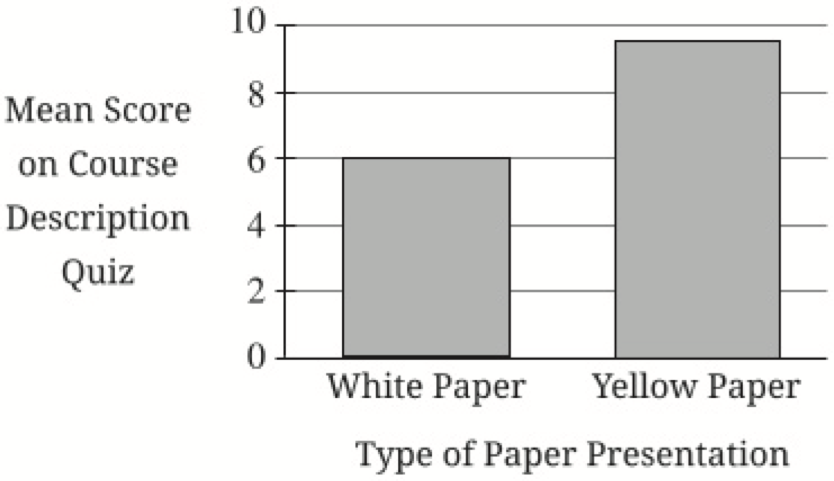 Mean Score
on Course
Description
Quiz
10
8
6
4
2
0
White Paper
Yellow Paper
Type of Paper Presentation